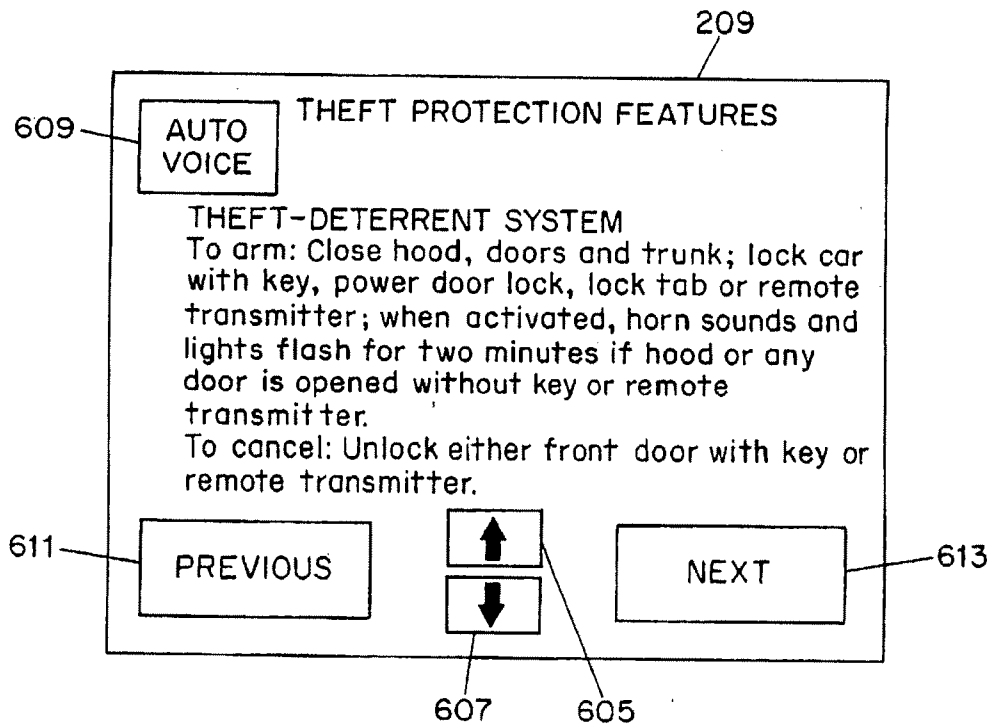 209
609
AUTO
VOICE
THEFT PROTECTION FEATURES
THEFT-DETERRENT SYSTEM
To arm: Close hood, doors and trunk; lock car
with key, power door lock, lock tab or remote
transmitter; when activated, horn sounds and
lights flash for two minutes if hood or any
door is opened without key or remote
transmitter.
To cancel: Unlock either front door with key or
remote transmitter.
611
PREVIOUS
NEXT
613
607
605